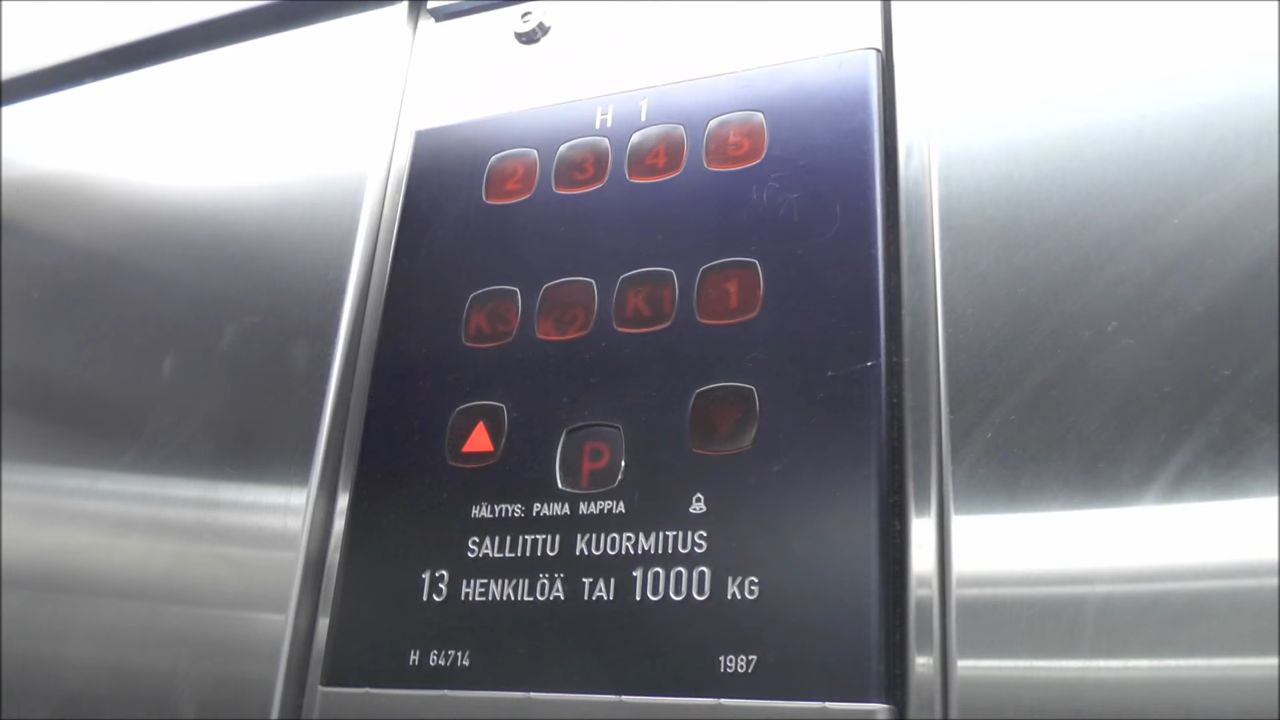 H 1
2 3 4 5
K3 K2 K1 1
P
HÄLYTYS: PAINA NAPPIA
SALLITTU KUORMITUS
13 HENKILÖÄ TAI 1000 KG
H 64714 1987